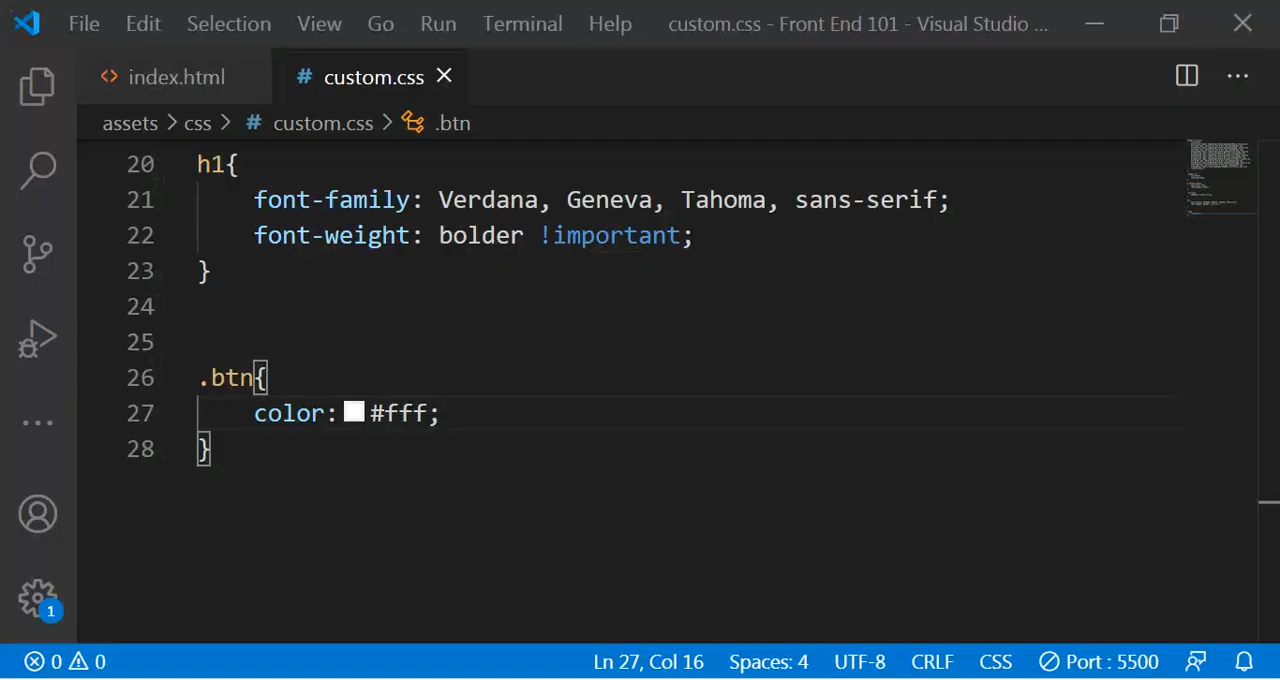 File Edit Selection View Go Run Terminal Help custom.css - Front End 101 - Visual Studio ...
index.html custom.css
assets > css > # custom.css > .btn
20 h1{
21 font-family: Verdana, Geneva, Tahoma, sans-serif;
22 font-weight: bolder !important;
23 }
24
25
26 .btn{
27 color: #fff;
28 }
1
0 0 Ln 27, Col 16 Spaces: 4 UTF-8 CRLF CSS Port : 5500